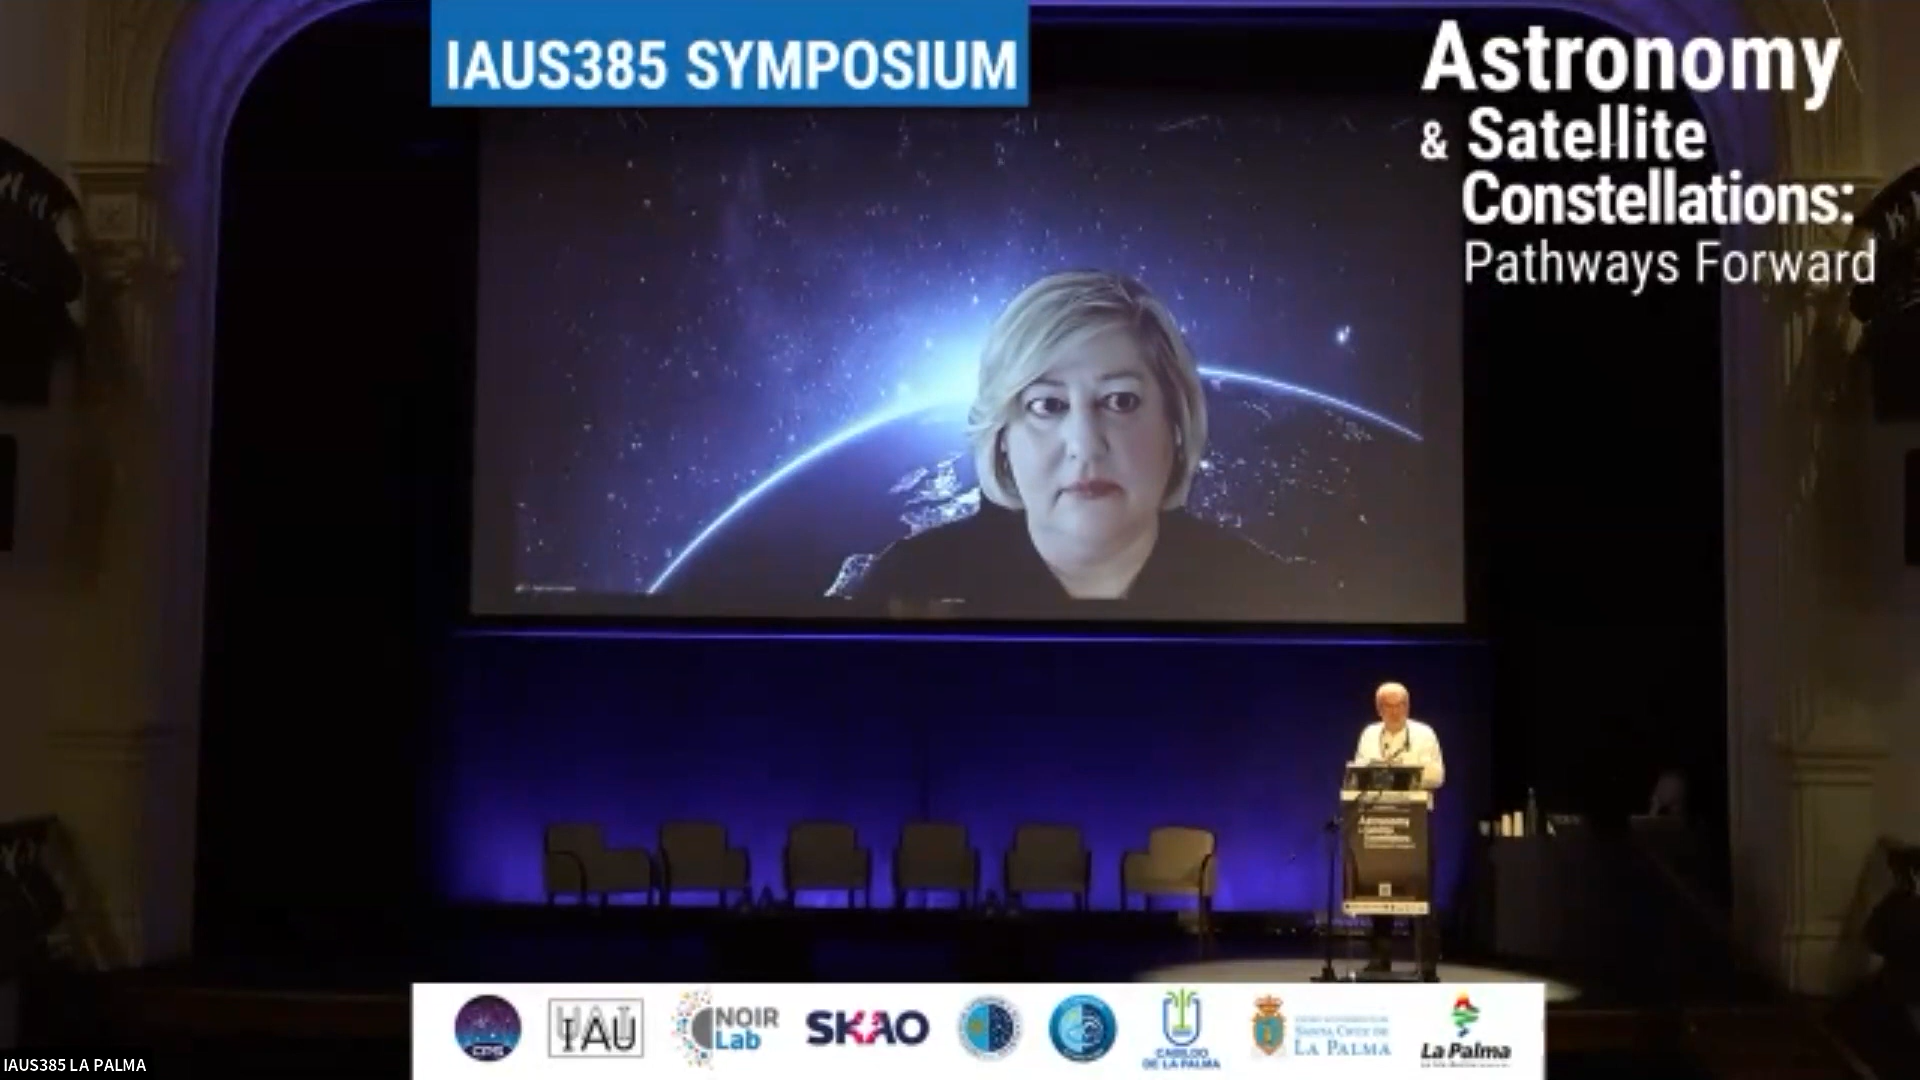 IAUS385 SYMPOSIUM
Astronomy
& Satellite
Constellations:
Pathways Forward
Astronomy
IAU
NOIR
Lab
SKAO
CABILDO
DE LA PALMA
SANTA CRUZ DE
LA PALMA
La Palma
IAUS385 LA PALMA